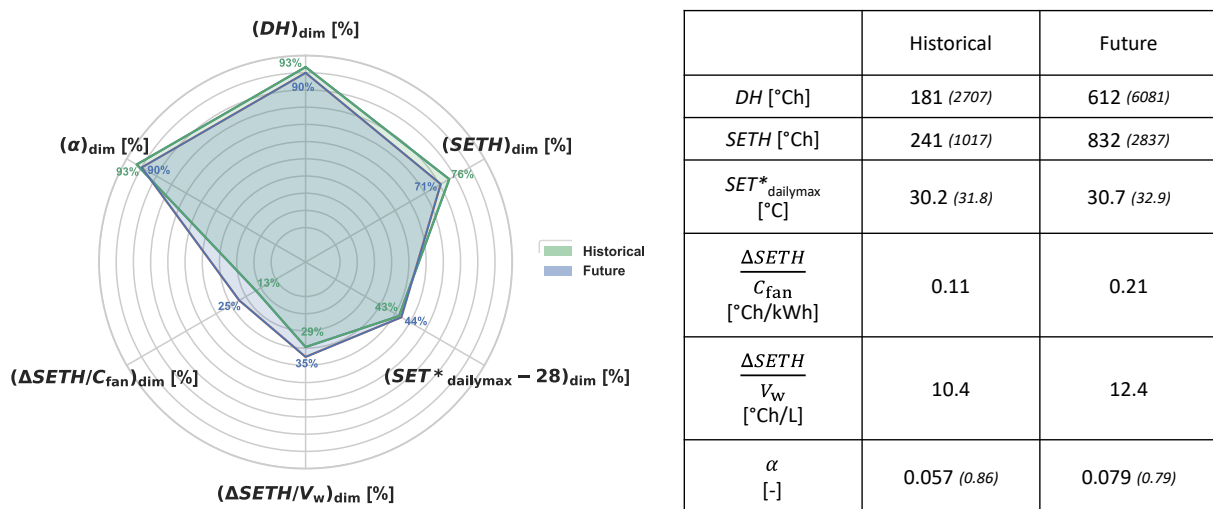 (DH)dim [%]
93%
90%
(α)dim [%]
93%
90%
(SETH)dim [%]
76%
71%
Historical
Future
13%
25%
43%
44%
29%
35%
(ΔSETH/Cfan)dim [%]
(SET*dailymax − 28)dim [%]
(ΔSETH/Vw)dim [%]
Historical Future
DH [°Ch] 181 (2707) 612 (6081)
SETH [°Ch] 241 (1017) 832 (2837)
SET*dailymax
[°C] 30.2 (31.8) 30.7 (32.9)
ΔSETH
Cfan
[°Ch/kWh] 0.11 0.21
ΔSETH
Vw
[°Ch/L] 10.4 12.4
α
[-] 0.057 (0.86) 0.079 (0.79)